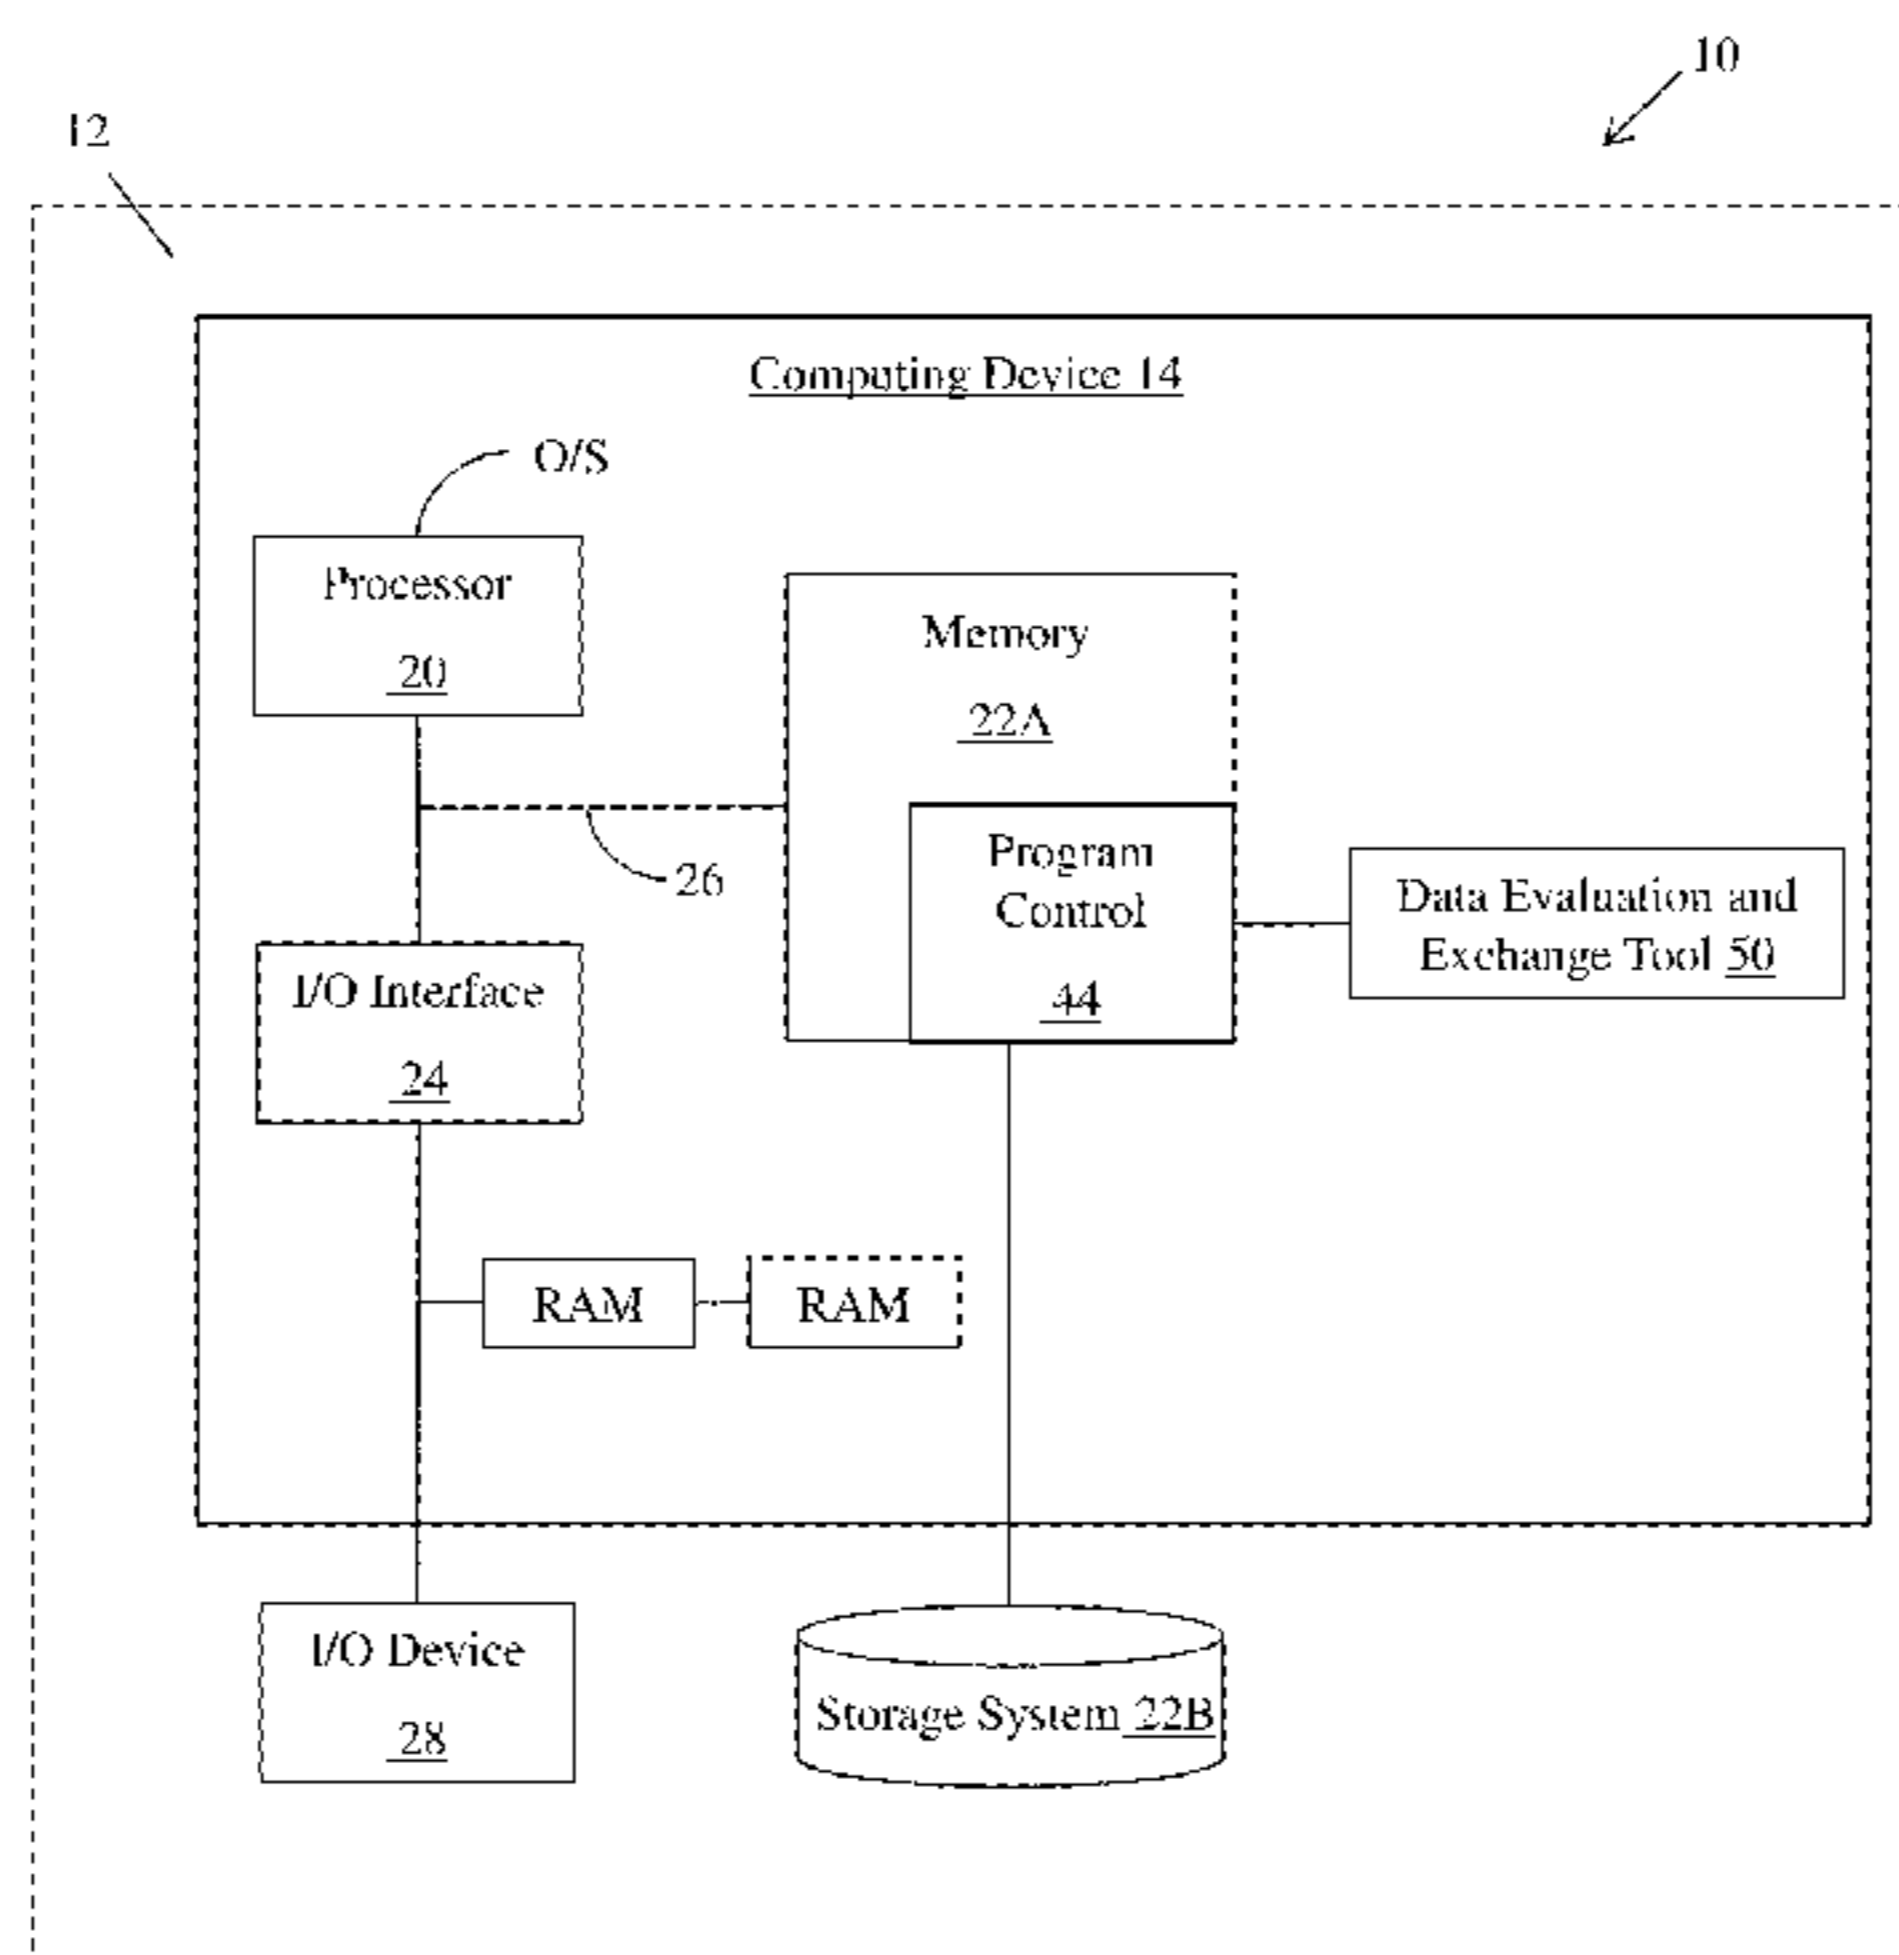 10
12
Computing Device 14
O/S
Processor
20
Memory
22A
26
Program
Control
44
Data Evaluation and
Exchange Tool 50
I/O Interface
24
RAM
RAM
I/O Device
28
Storage System 22B